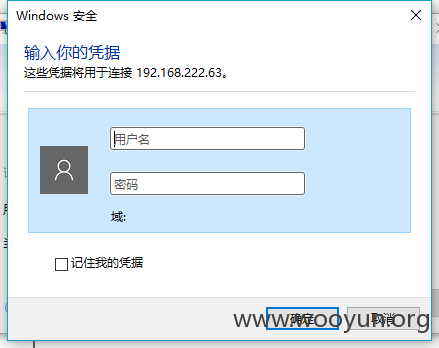 Windows 安全
输入你的凭据
这些凭据将用于连接 192.168.222.63。
用户名
密码
域:
记住我的凭据
确定
取消
www.wooyun.org